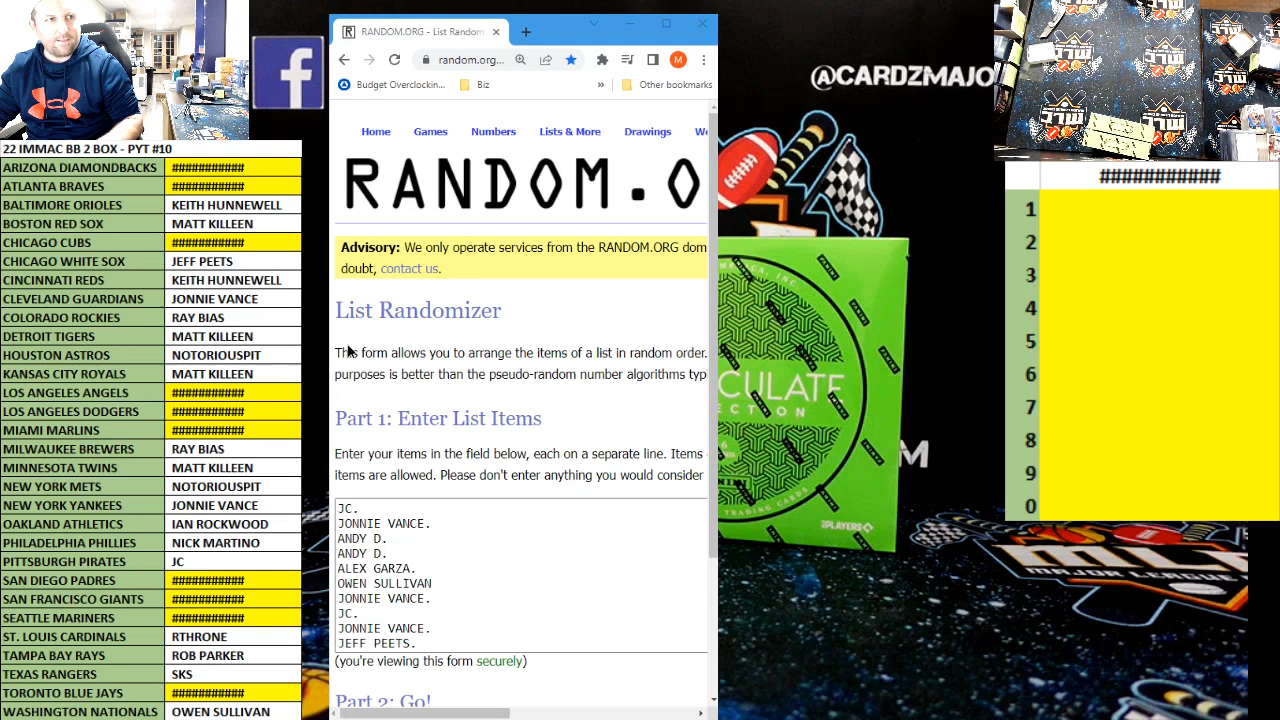 22 IMMAC BB 2 BOX - PYT #10
ARIZONA DIAMONDBACKS ###########
ATLANTA BRAVES ###########
BALTIMORE ORIOLES KEITH HUNNEWELL
BOSTON RED SOX MATT KILLEEN
CHICAGO CUBS ###########
CHICAGO WHITE SOX JEFF PEETS
CINCINNATI REDS KEITH HUNNEWELL
CLEVELAND GUARDIANS JONNIE VANCE
COLORADO ROCKIES RAY BIAS
DETROIT TIGERS MATT KILLEEN
HOUSTON ASTROS NOTORIOUSPIT
KANSAS CITY ROYALS MATT KILLEEN
LOS ANGELES ANGELS ###########
LOS ANGELES DODGERS ###########
MIAMI MARLINS ###########
MILWAUKEE BREWERS RAY BIAS
MINNESOTA TWINS MATT KILLEEN
NEW YORK METS NOTORIOUSPIT
NEW YORK YANKEES JONNIE VANCE
OAKLAND ATHLETICS IAN ROCKWOOD
PHILADELPHIA PHILLIES NICK MARTINO
PITTSBURGH PIRATES JC
SAN DIEGO PADRES ###########
SAN FRANCISCO GIANTS ###########
SEATTLE MARINERS ###########
ST. LOUIS CARDINALS RTHRONE
TAMPA BAY RAYS ROB PARKER
TEXAS RANGERS SKS
TORONTO BLUE JAYS ###########
WASHINGTON NATIONALS OWEN SULLIVAN
RANDOM.ORG - List Random
random.org...
M
Budget Overclockin Biz » Other bookmarks
Home Games Numbers Lists & More Drawings We
RANDOM.O
Advisory: We only operate services from the RANDOM.ORG dom
doubt, contact us.
List Randomizer
This form allows you to arrange the items of a list in random order.
purposes is better than the pseudo-random number algorithms typi
Part 1: Enter List Items
Enter your items in the field below, each on a separate line. Items
items are allowed. Please don't enter anything you would consider
JC.
JONNIE VANCE.
ANDY D.
ANDY D.
ALEX GARZA.
OWEN SULLIVAN
JONNIE VANCE.
JC.
JONNIE VANCE.
JEFF PEETS.
(you're viewing this form securely)
Part 2: Go!
@CARDZMAJO
CULATE
ECTION
PANINI
TRADING CARDS
PLAYERS
M
###########
1
2
3
4
5
6
7
8
9
0